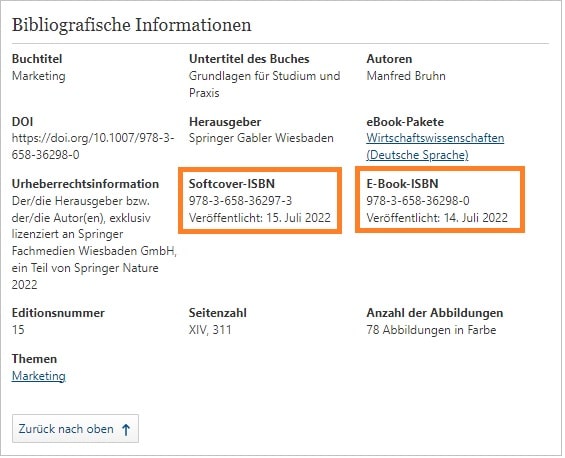 Bibliografische Informationen
Buchtitel
Marketing
Untertitel des Buches
Grundlagen für Studium und
Praxis
Autoren
Manfred Bruhn
DOI
https://doi.org/10.1007/978-3-
658-36298-0
Herausgeber
Springer Gabler Wiesbaden
eBook-Pakete
Wirtschaftswissenschaften
(Deutsche Sprache)
Urheberrechtsinformation
Der/die Herausgeber bzw.
der/die Autor(en), exklusiv
lizenziert an Springer
Fachmedien Wiesbaden GmbH,
ein Teil von Springer Nature
2022
Softcover-ISBN
978-3-658-36297-3
Veröffentlicht: 15. Juli 2022
E-Book-ISBN
978-3-658-36298-0
Veröffentlicht: 14. Juli 2022
Editionsnummer
15
Seitenzahl
XIV, 311
Anzahl der Abbildungen
78 Abbildungen in Farbe
Themen
Marketing
Zurück nach oben ↑